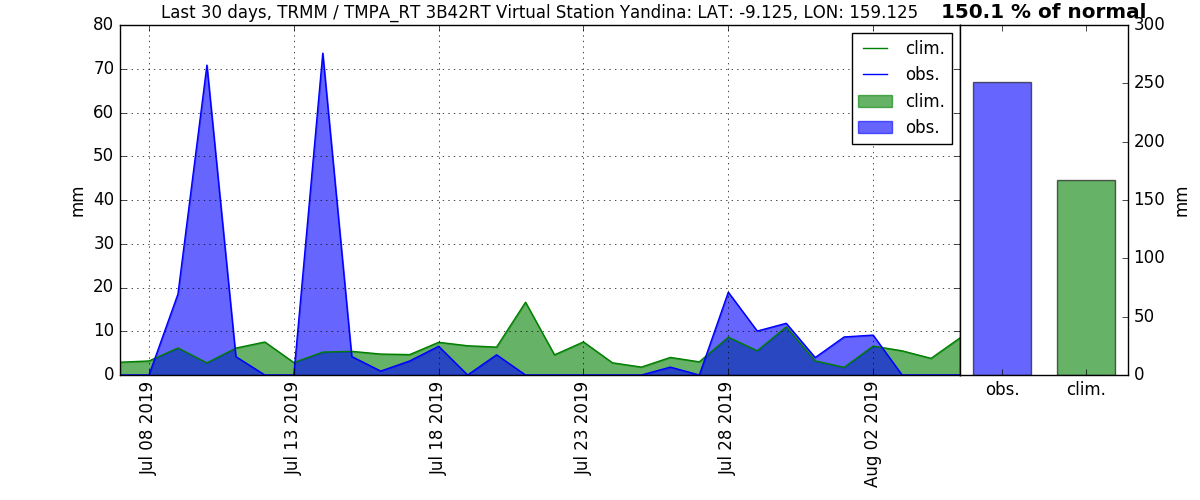 Last 30 days, TRMM / TMPA_RT 3B42RT Virtual Station Yandina: LAT: -9.125, LON: 159.125
150.1 % of normal
80
70
60
50
40
30
20
10
0
mm
clim.
obs.
clim.
obs.
Jul 08 2019
Jul 13 2019
Jul 18 2019
Jul 23 2019
Jul 28 2019
Aug 02 2019
300
250
200
150
100
50
0
mm
obs.
clim.